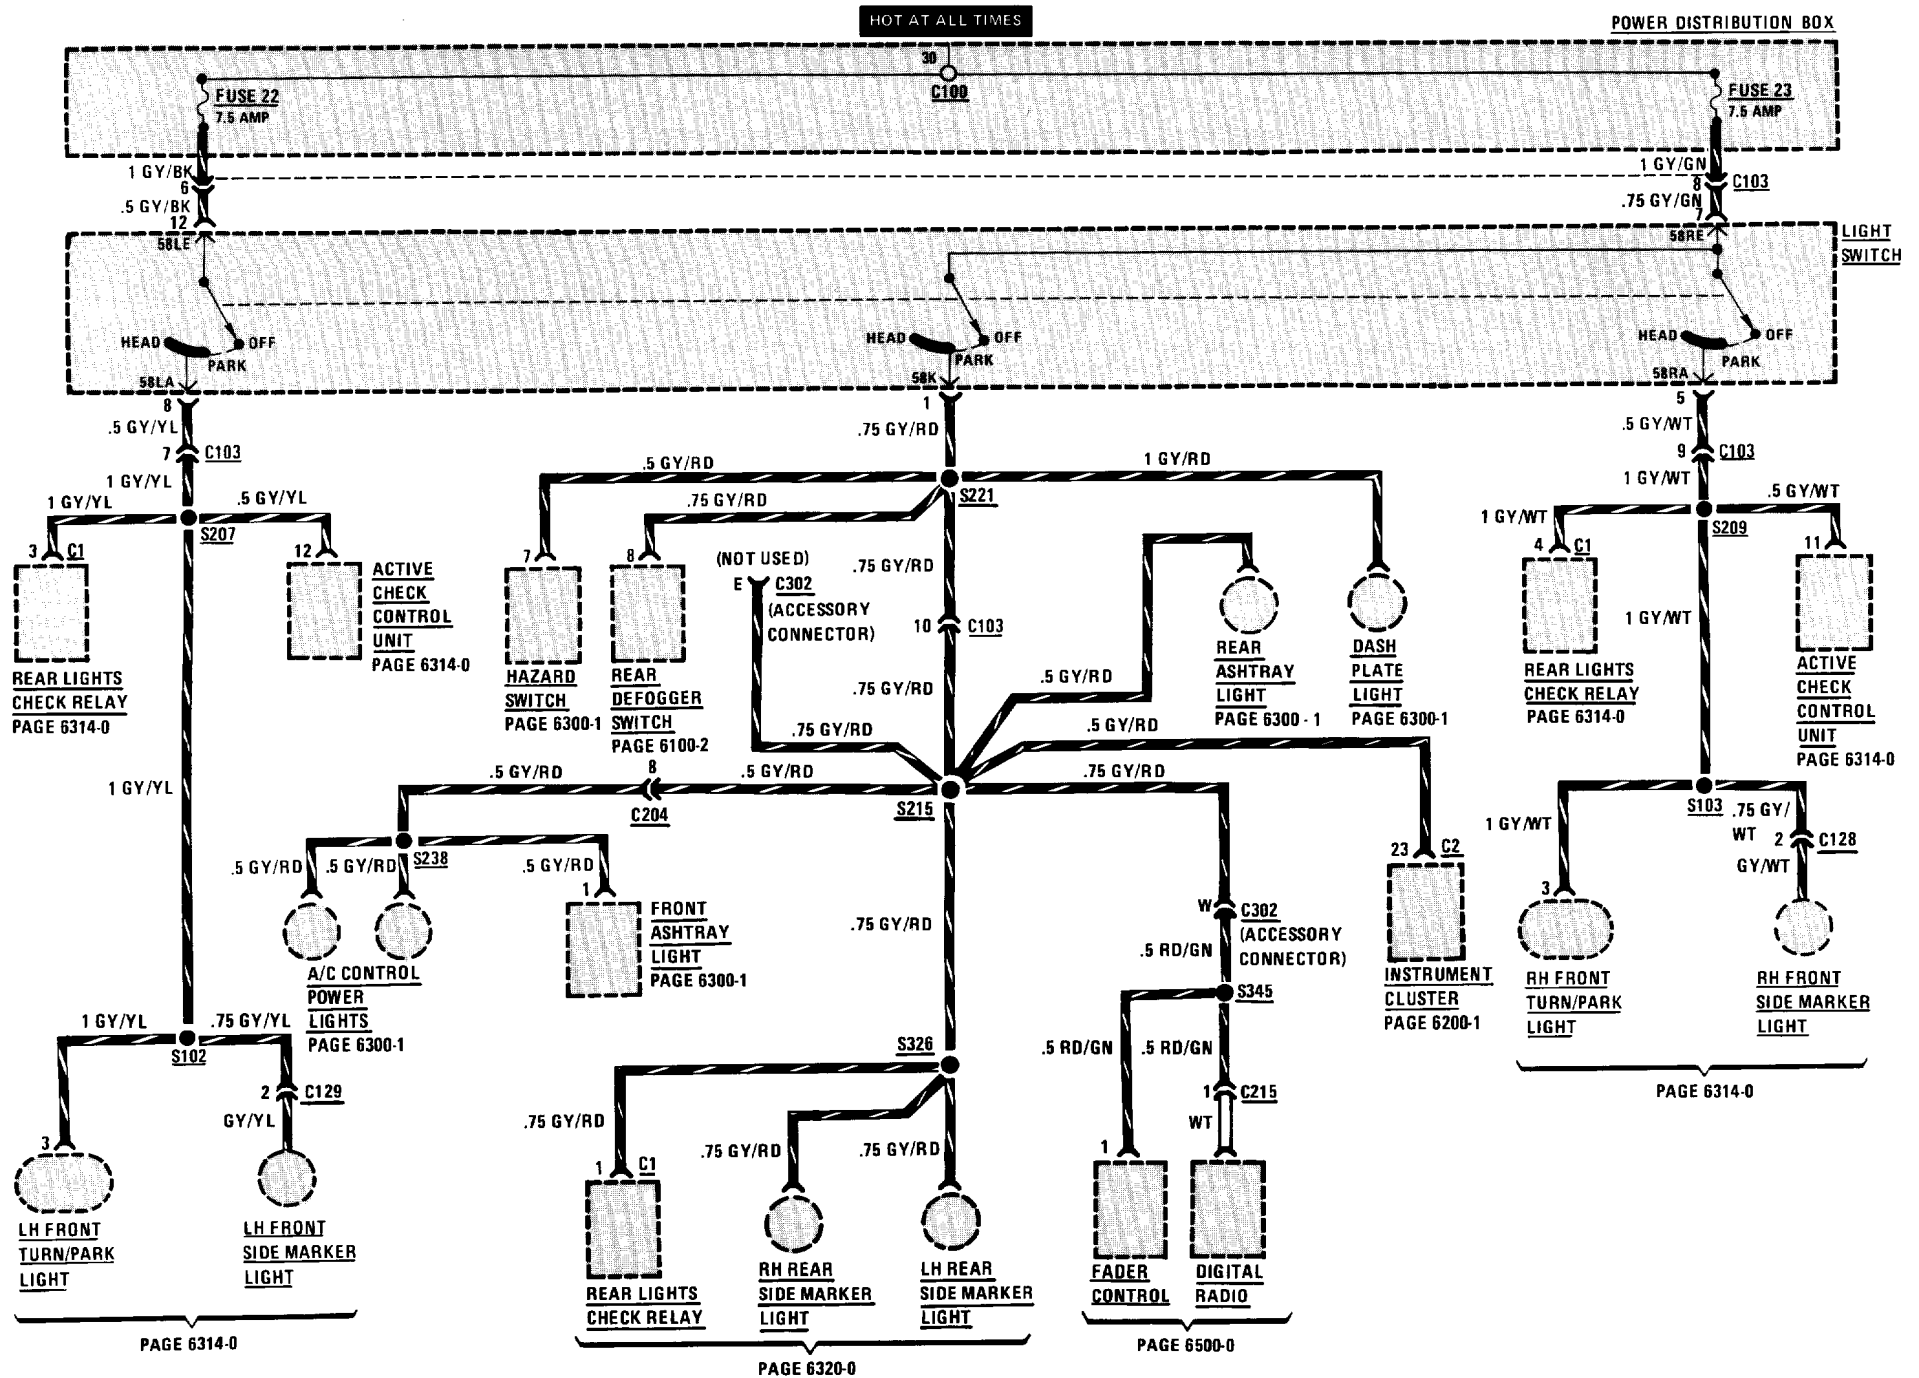 HOT AT ALL TIMES
POWER DISTRIBUTION BOX
30
C100
FUSE 22
7.5 AMP
FUSE 23
7.5 AMP
1 GY/BK
6
.5 GY/BK
12
1 GY/GN
8
C103
.75 GY/GN
7
58LE
58RE
LIGHT
SWITCH
HEAD
OFF
PARK
HEAD
OFF
PARK
HEAD
OFF
PARK
58LA
58K
58RA
8
.5 GY/YL
7
C103
1 GY/YL
1 GY/YL
.5 GY/YL
S207
3
C1
12
REAR LIGHTS
CHECK RELAY
PAGE 6314-0
ACTIVE
CHECK
CONTROL
UNIT
PAGE 6314-0
1 GY/YL
1 GY/YL
.75 GY/YL
S102
2
C129
GY/YL
3
LH FRONT
TURN/PARK
LIGHT
LH FRONT
SIDE MARKER
LIGHT
PAGE 6314-0
1
.75 GY/RD
.5 GY/RD
1 GY/RD
.75 GY/RD
S221
7
8
HAZARD
SWITCH
PAGE 6300-1
REAR
DEFOGGER
SWITCH
PAGE 6100-2
(NOT USED)
E
C302
(ACCESSORY
CONNECTOR)
.75 GY/RD
10
C103
.75 GY/RD
.75 GY/RD
.5 GY/RD
REAR
ASHTRAY
LIGHT
PAGE 6300 - 1
DASH
PLATE
LIGHT
PAGE 6300-1
.5 GY/RD
.5 GY/RD
8
.5 GY/RD
C204
S215
.75 GY/RD
S238
.5 GY/RD
.5 GY/RD
.5 GY/RD
1
A/C CONTROL
POWER
LIGHTS
PAGE 6300-1
FRONT
ASHTRAY
LIGHT
PAGE 6300-1
.75 GY/RD
W
C302
(ACCESSORY
CONNECTOR)
.5 RD/GN
S345
.5 RD/GN
.5 RD/GN
1
C215
WT
1
FADER
CONTROL
DIGITAL
RADIO
PAGE 6500-0
23
C2
INSTRUMENT
CLUSTER
PAGE 6200-1
S326
.75 GY/RD
.75 GY/RD
.75 GY/RD
1
C1
REAR LIGHTS
CHECK RELAY
RH REAR
SIDE MARKER
LIGHT
LH REAR
SIDE MARKER
LIGHT
PAGE 6320-0
5
.5 GY/WT
9
C103
1 GY/WT
1 GY/WT
.5 GY/WT
S209
4
C1
11
REAR LIGHTS
CHECK RELAY
PAGE 6314-0
ACTIVE
CHECK
CONTROL
UNIT
PAGE 6314-0
1 GY/WT
S103
1 GY/WT
.75 GY/
WT
2
C128
GY/WT
3
RH FRONT
TURN/PARK
LIGHT
RH FRONT
SIDE MARKER
LIGHT
PAGE 6314-0